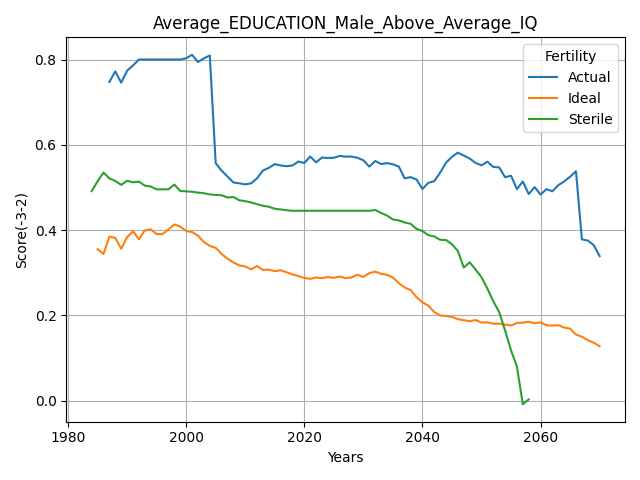 Average_EDUCATION_Male_Above_Average_IQ
Fertility
Actual
Ideal
Sterile
Score(-3-2)
0.8
0.6
0.4
0.2
0.0
1980
2000
2020
2040
2060
Years